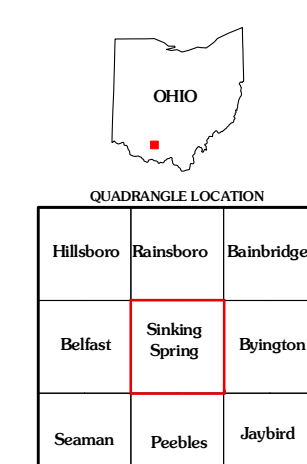 OHIO
QUADRANGLE LOCATION
Hillsboro Rainsboro Bainbridge
Belfast Sinking Spring Byington
Seaman Peebles Jaybird